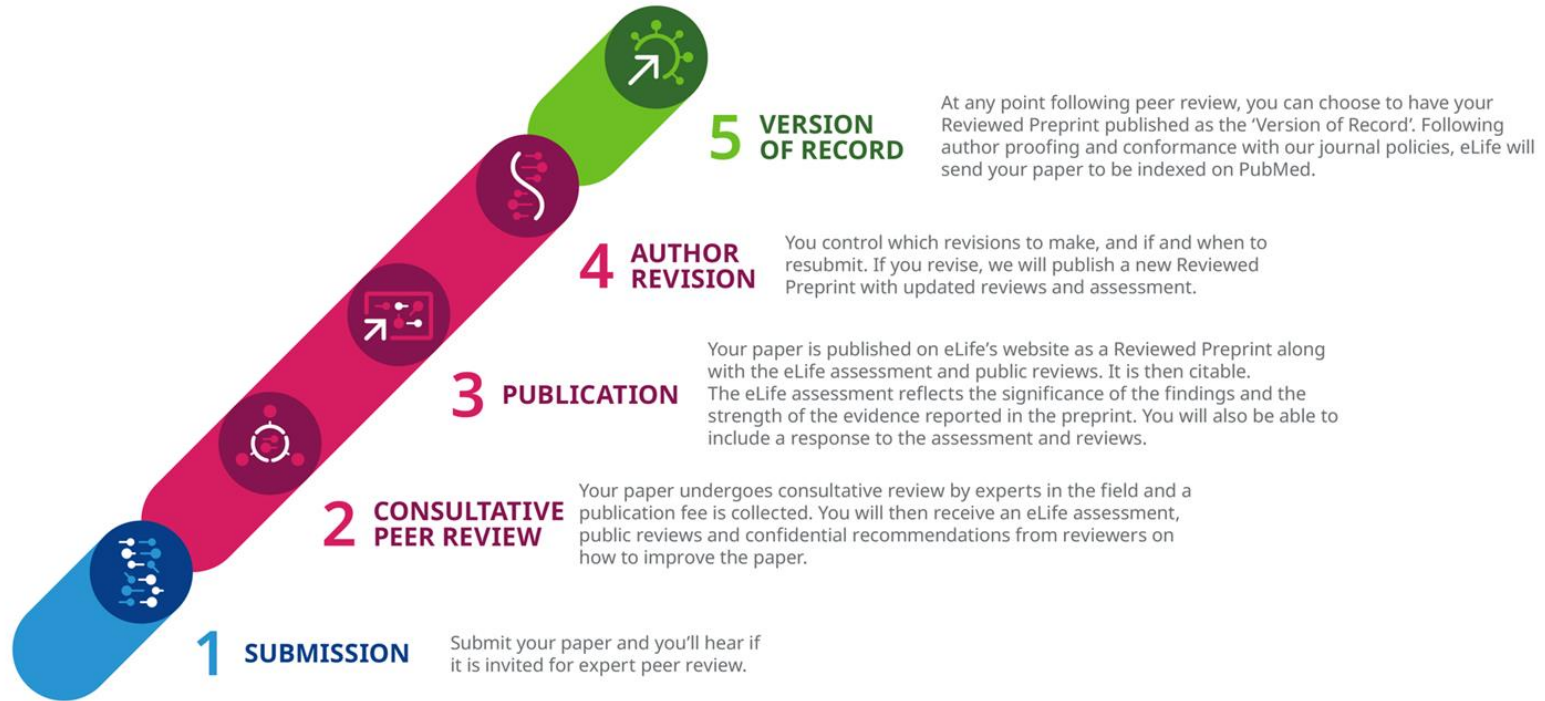 5 VERSION
OF RECORD
At any point following peer review, you can choose to have your
Reviewed Preprint published as the ‘Version of Record’. Following
author proofing and conformance with our journal policies, eLife will
send your paper to be indexed on PubMed.
4 AUTHOR
REVISION
You control which revisions to make, and if and when to
resubmit. If you revise, we will publish a new Reviewed
Preprint with updated reviews and assessment.
3 PUBLICATION
Your paper is published on eLife’s website as a Reviewed Preprint along
with the eLife assessment and public reviews. It is then citable.
The eLife assessment reflects the significance of the findings and the
strength of the evidence reported in the preprint. You will also be able to
include a response to the assessment and reviews.
2 CONSULTATIVE
PEER REVIEW
Your paper undergoes consultative review by experts in the field and a
publication fee is collected. You will then receive an eLife assessment,
public reviews and confidential recommendations from reviewers on
how to improve the paper.
1 SUBMISSION
Submit your paper and you’ll hear if
it is invited for expert peer review.